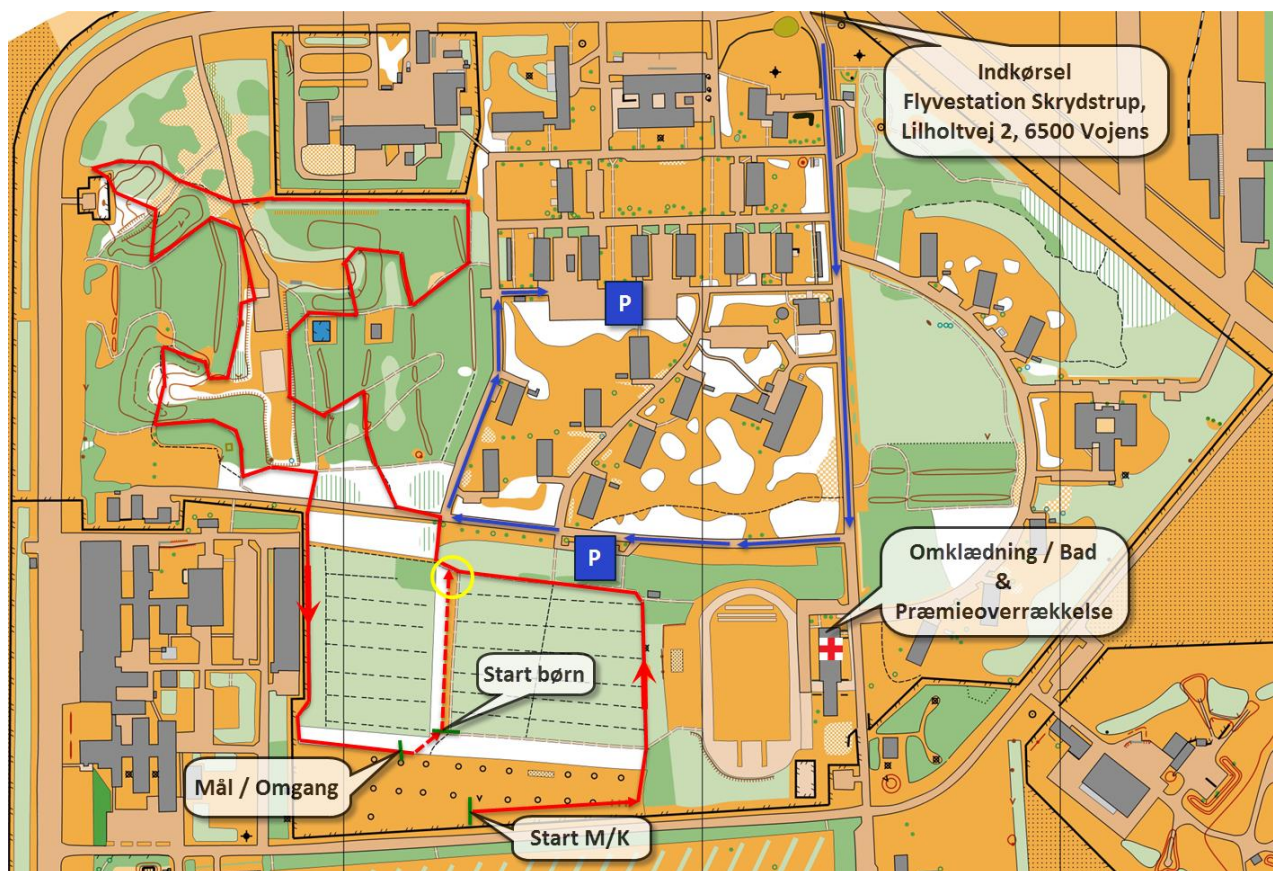 Indkørsel
Flyvestation Skrydstrup,
Lilholtvej 2, 6500 Vojens
P
P
Omklædning / Bad
&
Præmieoverrækkelse
Start børn
Mål / Omgang
Start M/K